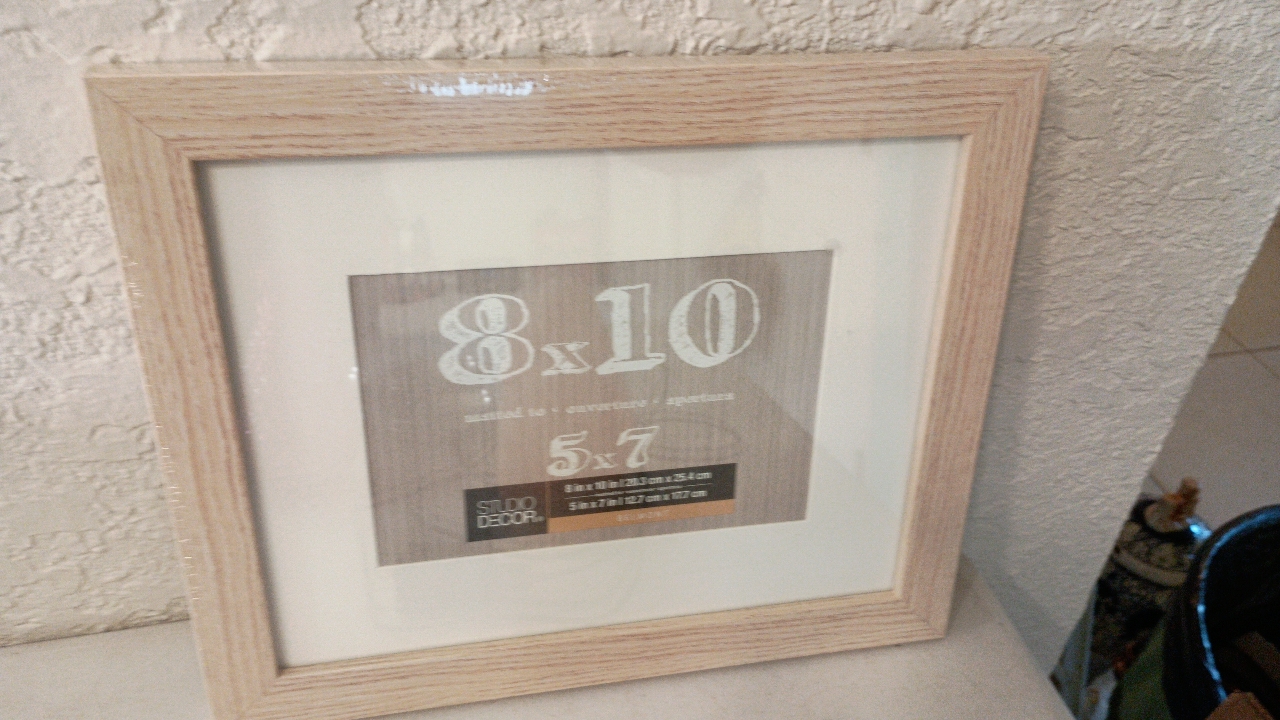 8x10
matted to • ouverture • apertura
5x7
STUDIO
DECOR®
8 in x 10 in | 20.3 cm x 25.4 cm
5 in x 7 in | 12.7 cm x 17.7 cm
BELMONT